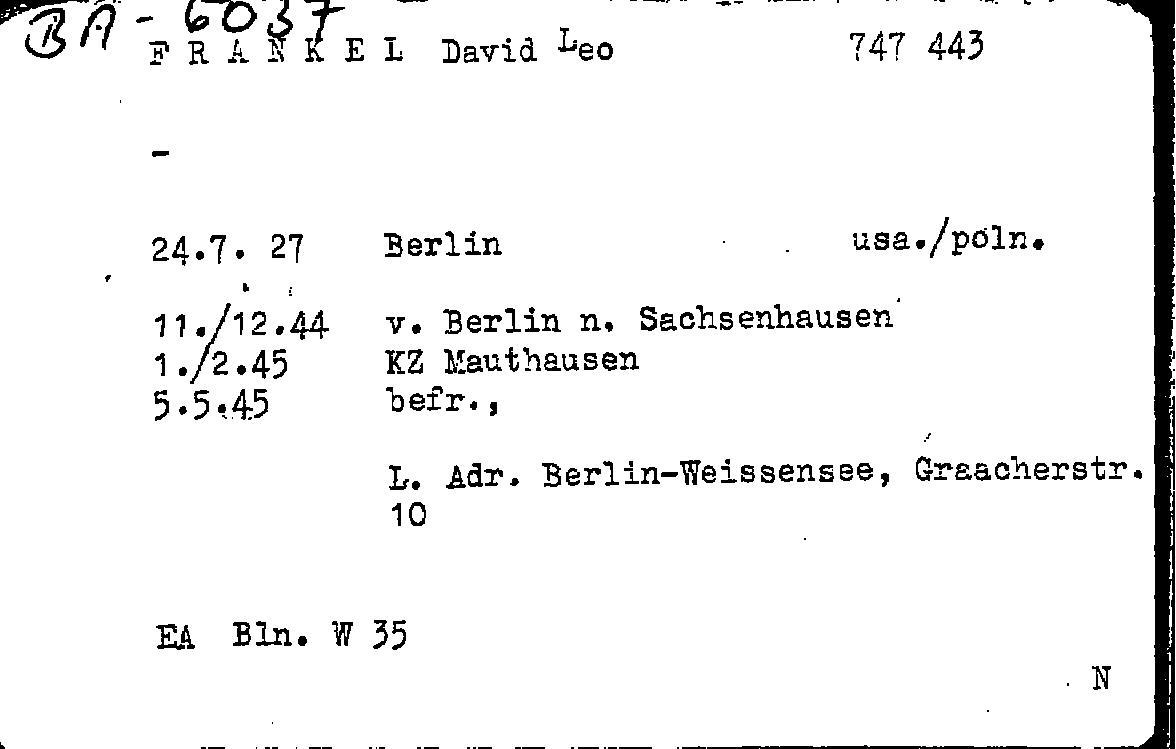 BA - 6037
F R A N K E L David Leo 747 443
-
24.7. 27 Berlin usa./poln.
11./12.44 v. Berlin n. Sachsenhausen
1./2.45 KZ Mauthausen
5.5.45 befr.,
L. Adr. Berlin-Weissensee, Graacherstr.
10
EA Bln. W 35
N